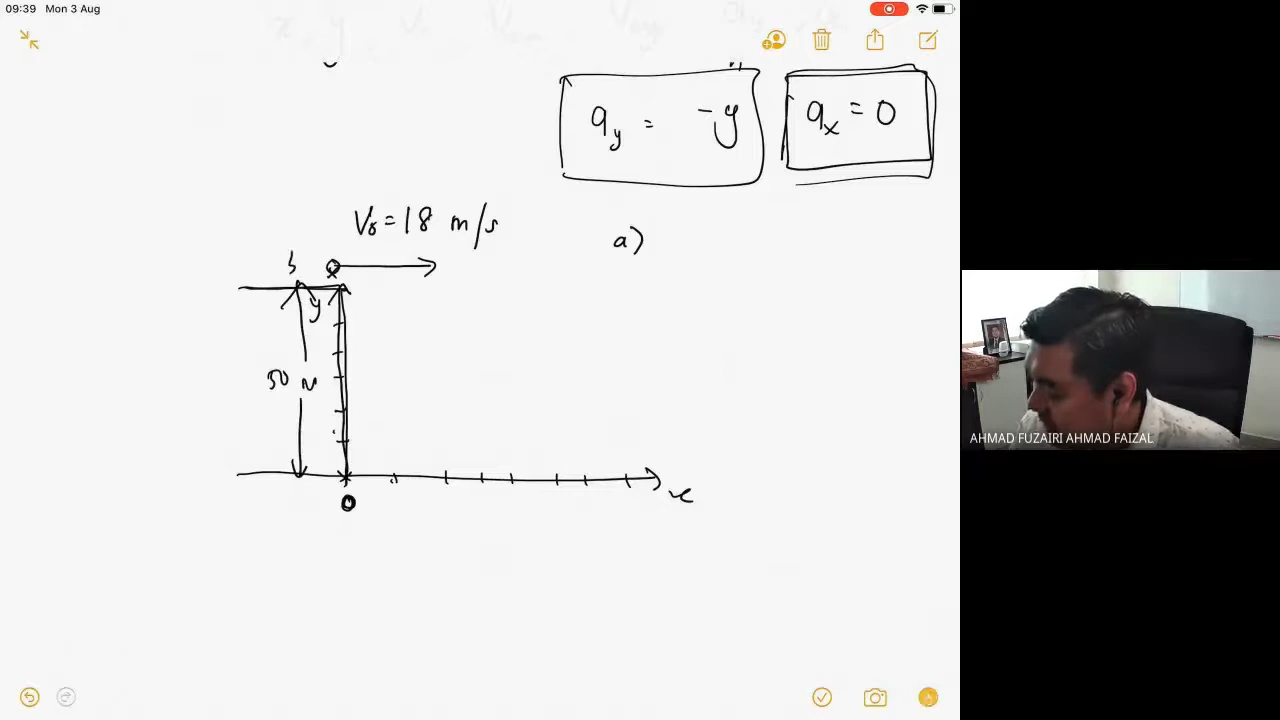 09:39 Mon 3 Aug
a_y = -g
a_x = 0
V₀ = 18 m/s
a)
y
50 m
x
0
AHMAD FUZAIRI AHMAD FAIZAL